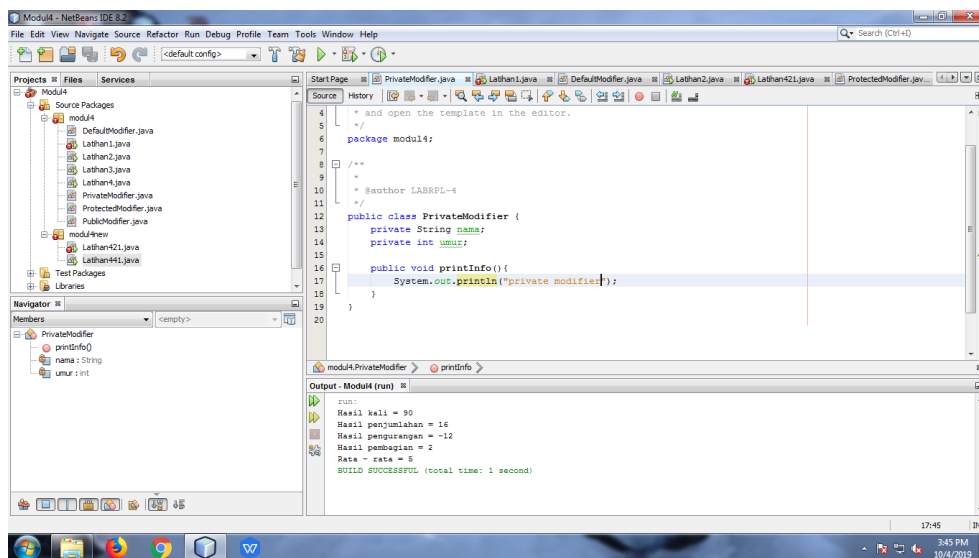 Modul4 - NetBeans IDE 8.2
File Edit View Navigate Source Refactor Run Debug Profile Team Tools Window Help
Search (Ctrl+I)
<default config>
Projects Files Services
Modul4
Source Packages
modul4
DefaultModifier.java
Latihan1.java
Latihan2.java
Latihan3.java
Latihan4.java
PrivateModifier.java
ProtectedModifier.java
PublicModifier.java
modul4new
Latihan421.java
Latihan441.java
Test Packages
Libraries
Navigator
Members <empty>
PrivateModifier
printInfo()
nama : String
umur : int
Start Page PrivateModifier.java Latihan1.java DefaultModifier.java Latihan2.java Latihan421.java ProtectedModifier.jav...
Source History
4 * and open the template in the editor.
5 */
6 package modul4;
7
8 /**
9 *
10 * @author LABRPL-4
11 */
12 public class PrivateModifier {
13 private String nama;
14 private int umur;
15
16 public void printInfo(){
17 System.out.println("private modifier");
18 }
19 }
20
modul4.PrivateModifier printInfo
Output - Modul4 (run)
run:
Hasil kali = 90
Hasil penjumlahan = 16
Hasil pengurangan = -12
Hasil pembagian = 2
Rata - rata = 5
BUILD SUCCESSFUL (total time: 1 second)
17:45
3:45 PM
10/4/2019